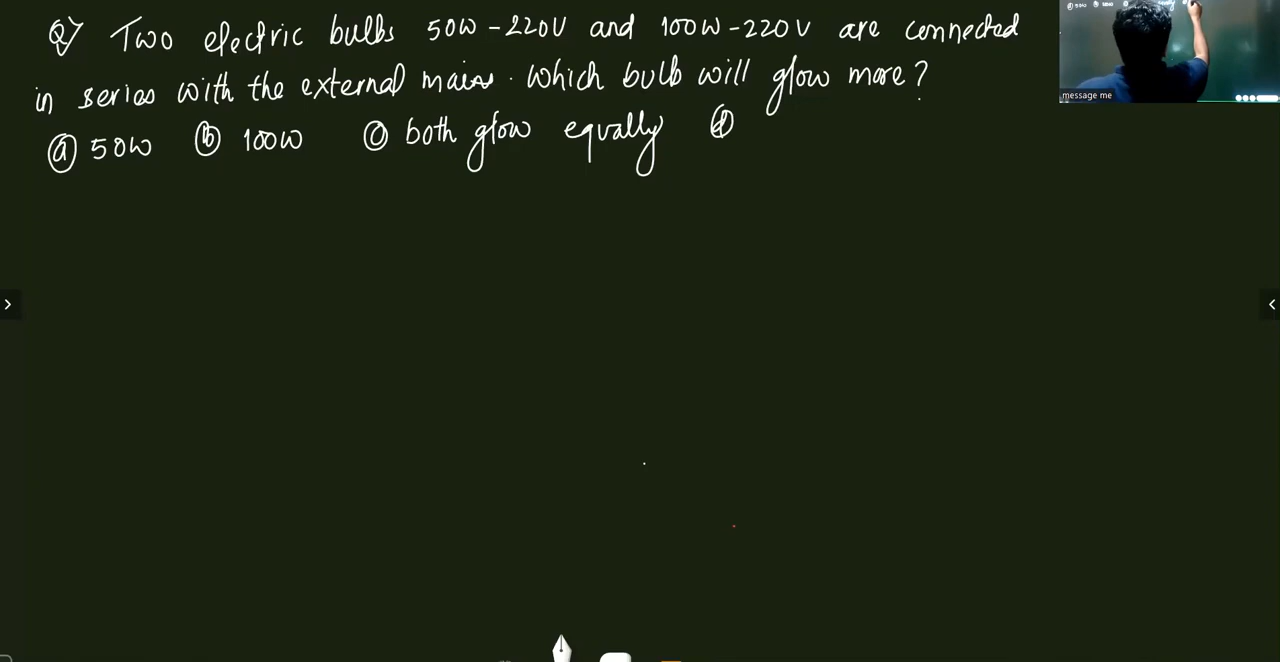 Q) Two electric bulbs 50W-220V and 100W-220V are connected
in series with the external mains. Which bulb will glow more?
(a) 50W (b) 100W (c) both glow equally (d)
message me